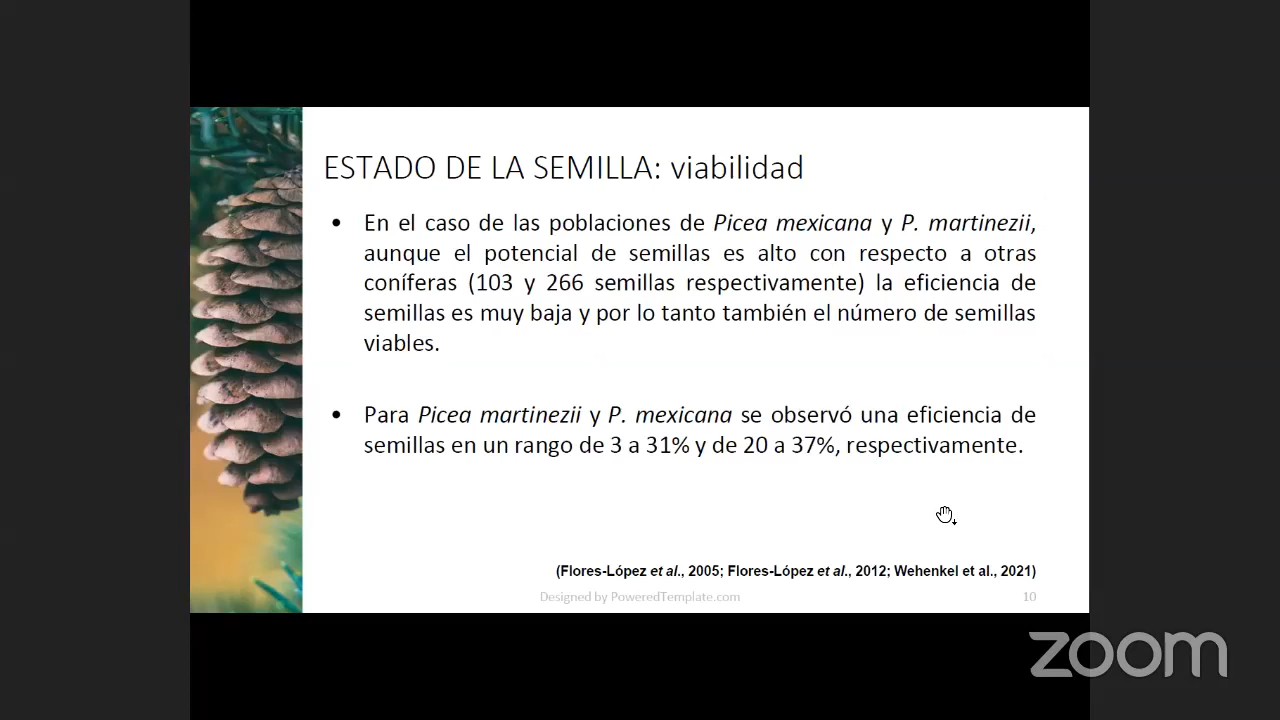 ESTADO DE LA SEMILLA: viabilidad
• En el caso de las poblaciones de Picea mexicana y P. martinezii,
aunque el potencial de semillas es alto con respecto a otras
coníferas (103 y 266 semillas respectivamente) la eficiencia de
semillas es muy baja y por lo tanto también el número de semillas
viables.
• Para Picea martinezii y P. mexicana se observó una eficiencia de
semillas en un rango de 3 a 31% y de 20 a 37%, respectivamente.
(Flores-López et al., 2005; Flores-López et al., 2012; Wehenkel et al., 2021)
Designed by PoweredTemplate.com
10
zoom